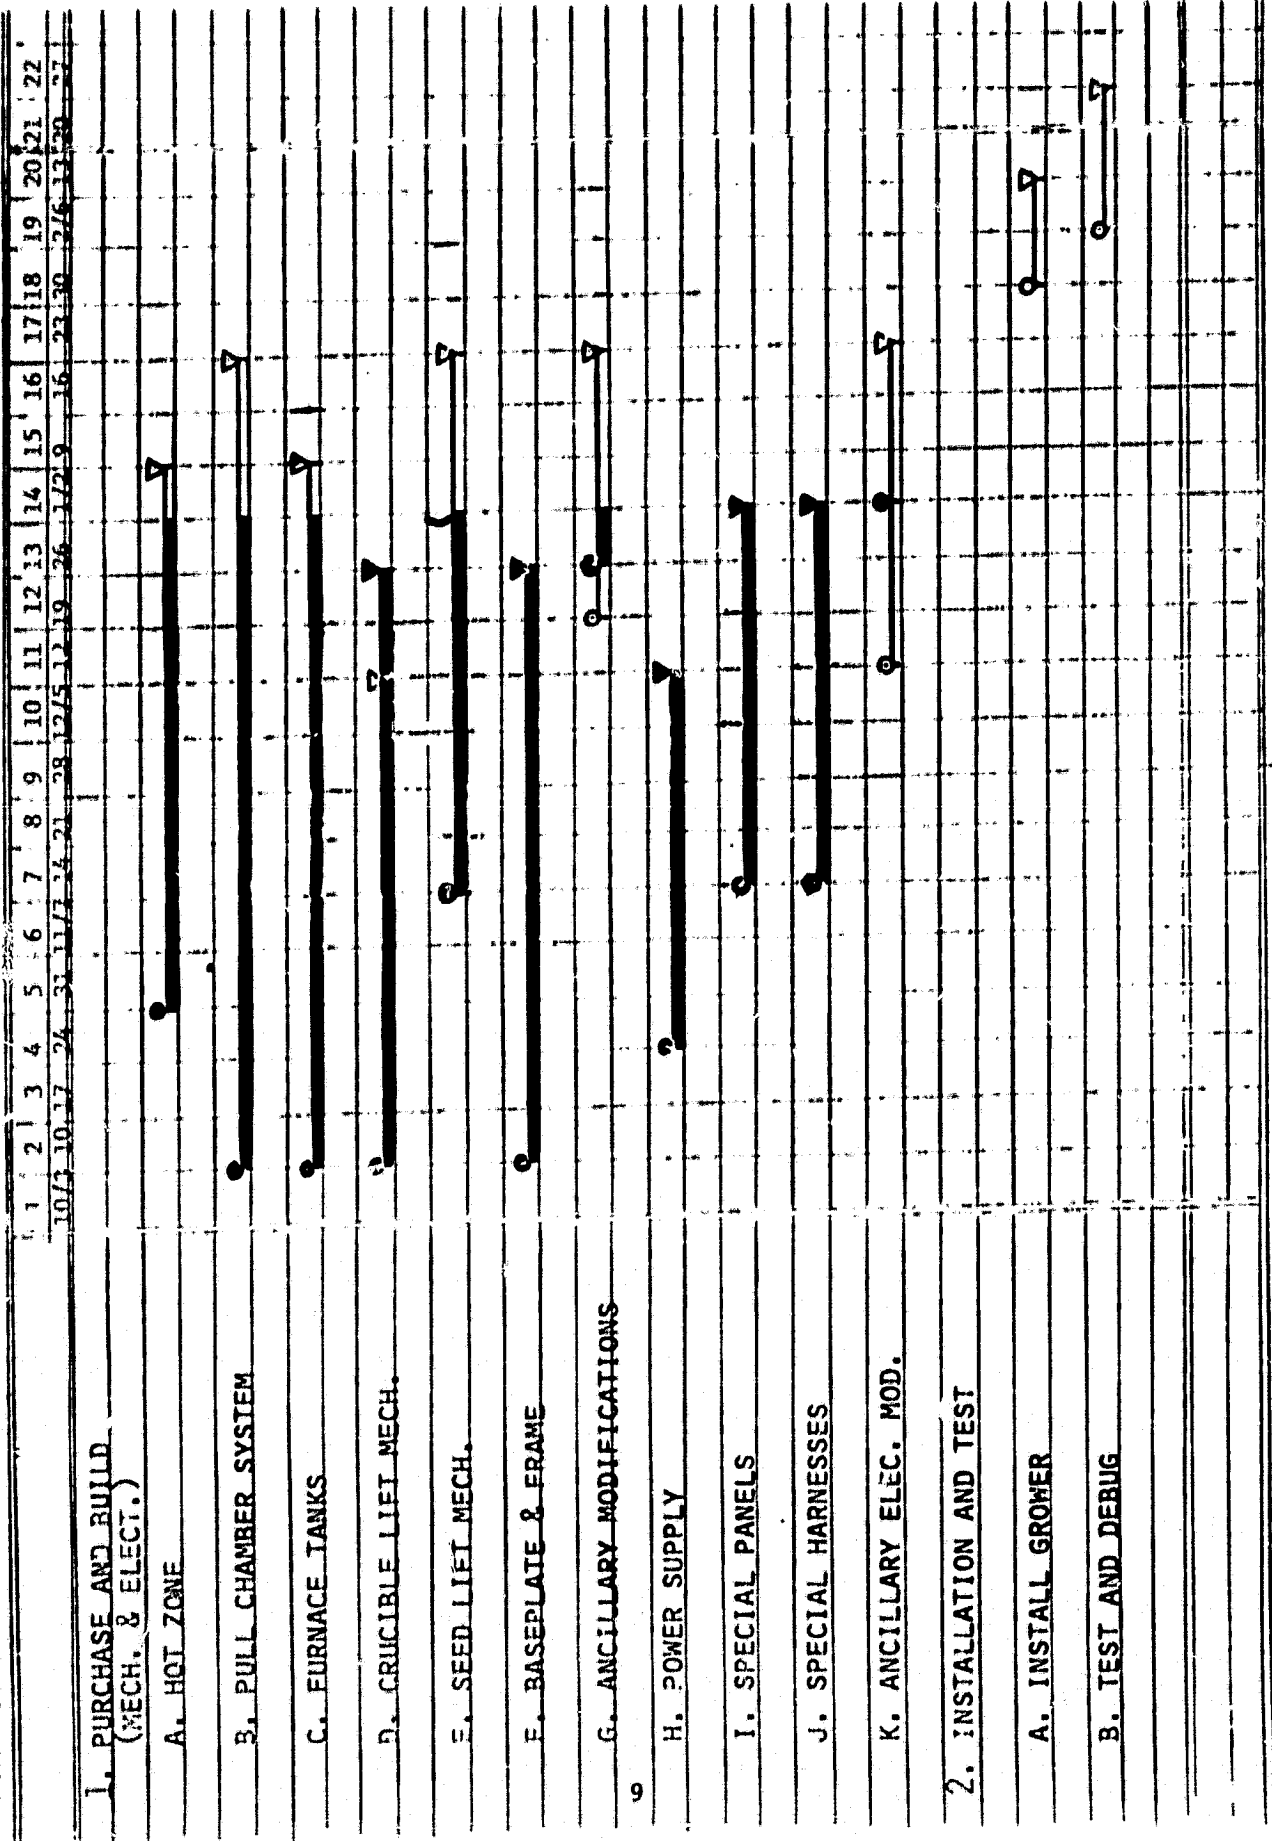 1 2 3 4 5 6 7 8 9 10 11 12 13 14 15 16 17 18 19 20 21 22
10/3 10 17 24 31 11/7 14 21 28 12/5 12 19 26 1/2 9 16 23 30 2/6 13 20 27
1. PURCHASE AND BUILD
(MECH. & ELECT.)
A. HOT ZONE
B. PULL CHAMBER SYSTEM
C. FURNACE TANKS
D. CRUCIBLE LIFT MECH.
E. SEED LIFT MECH.
F. BASEPLATE & FRAME
G. ANCILLARY MODIFICATIONS
H. POWER SUPPLY
I. SPECIAL PANELS
J. SPECIAL HARNESSES
K. ANCILLARY ELEC. MOD.
2. INSTALLATION AND TEST
A. INSTALL GROWER
B. TEST AND DEBUG
9